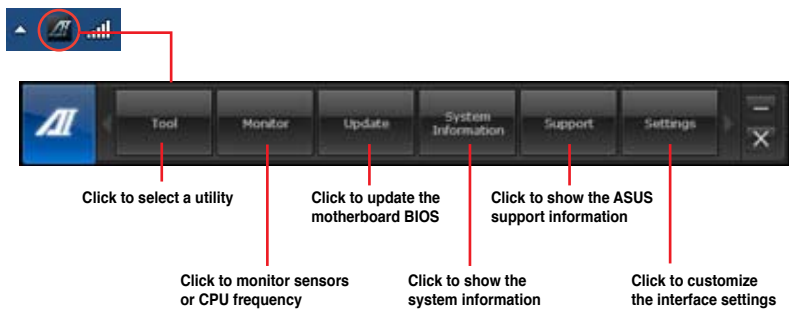 AI
AI
Tool
Monitor
Update
System
Information
Support
Settings
Click to select a utility
Click to update the
motherboard BIOS
Click to show the ASUS
support information
Click to monitor sensors
or CPU frequency
Click to show the
system information
Click to customize
the interface settings